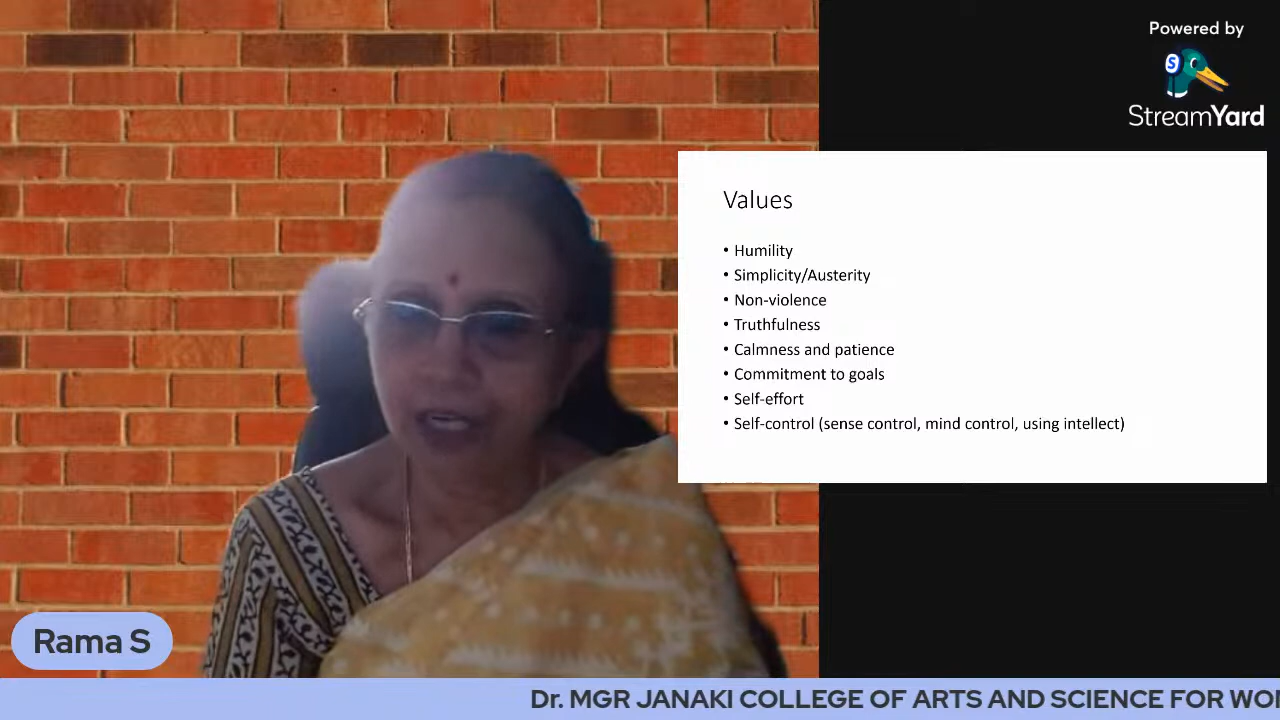 Powered by
S
StreamYard
Values
• Humility
• Simplicity/Austerity
• Non-violence
• Truthfulness
• Calmness and patience
• Commitment to goals
• Self-effort
• Self-control (sense control, mind control, using intellect)
Rama S
Dr. MGR JANAKI COLLEGE OF ARTS AND SCIENCE FOR WO